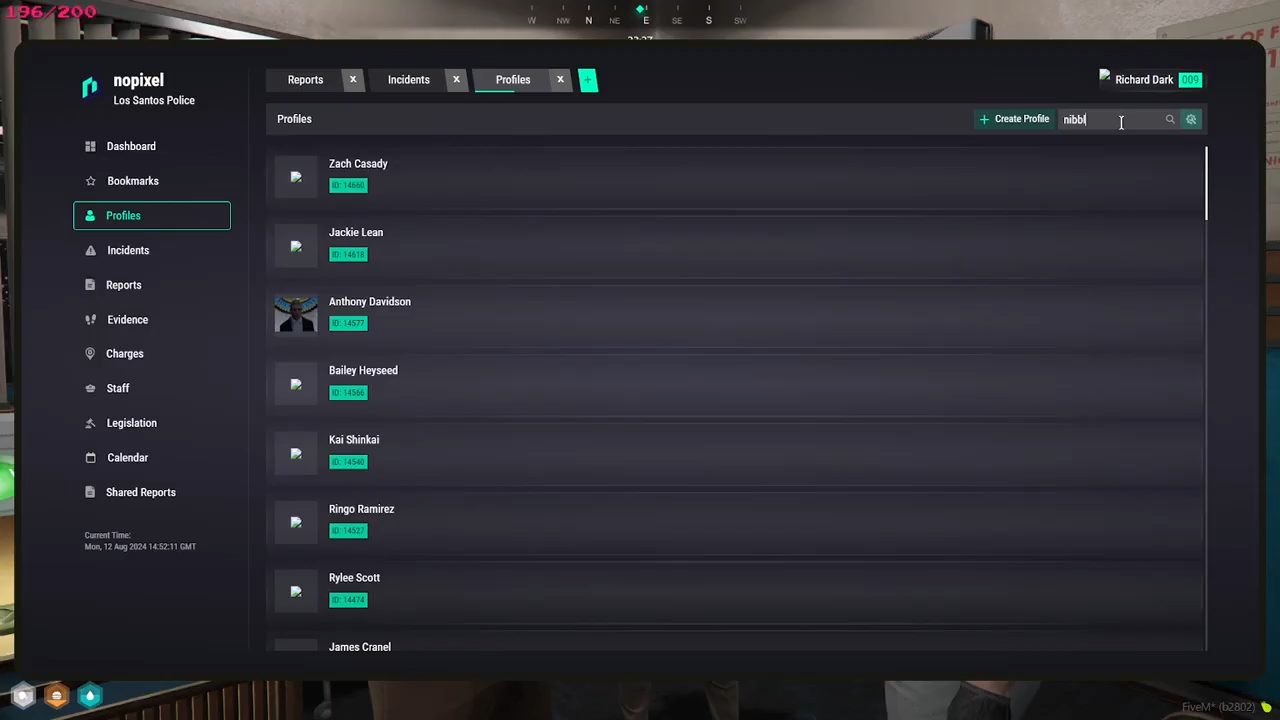 196/200
W NW N NE E SE S SW
nopixel
Los Santos Police
Reports x Incidents x Profiles x +
Richard Dark 009
Profiles
+ Create Profile
nibbl
Dashboard
Bookmarks
Profiles
Incidents
Reports
Evidence
Charges
Staff
Legislation
Calendar
Shared Reports
Current Time:
Mon, 12 Aug 2024 14:52:11 GMT
Zach Casady
ID: 14660
Jackie Lean
ID: 14618
Anthony Davidson
ID: 14577
Bailey Heyseed
ID: 14566
Kai Shinkai
ID: 14540
Ringo Ramirez
ID: 14527
Rylee Scott
ID: 14474
James Cranel
FiveM* (b2802)